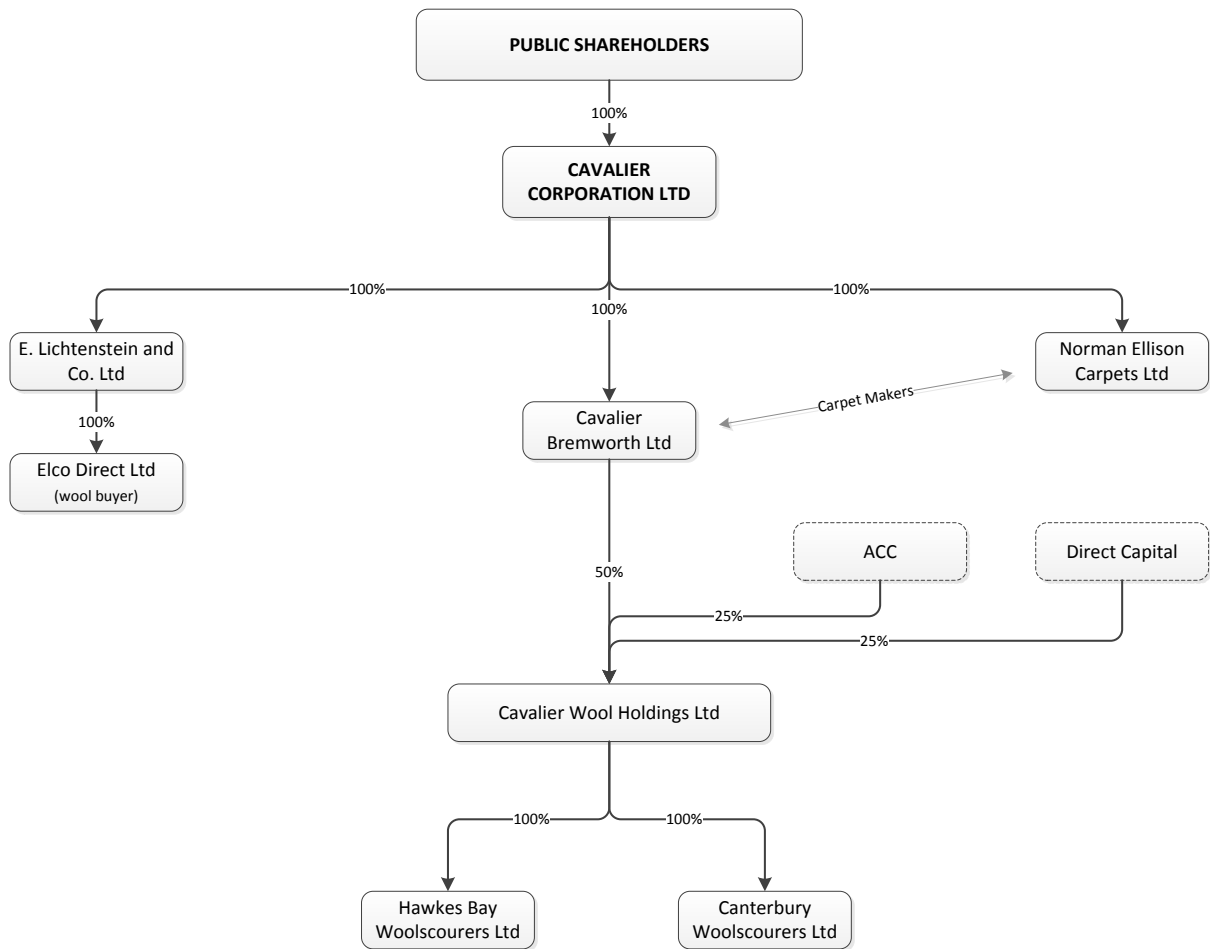 PUBLIC SHAREHOLDERS
100%
CAVALIER
CORPORATION LTD
100%
100%
100%
E. Lichtenstein and
Co. Ltd
Norman Ellison
Carpets Ltd
Carpet Makers
Cavalier
Bremworth Ltd
100%
Elco Direct Ltd
(wool buyer)
ACC
Direct Capital
50%
25%
25%
Cavalier Wool Holdings Ltd
100%
100%
Hawkes Bay
Woolscourers Ltd
Canterbury
Woolscourers Ltd